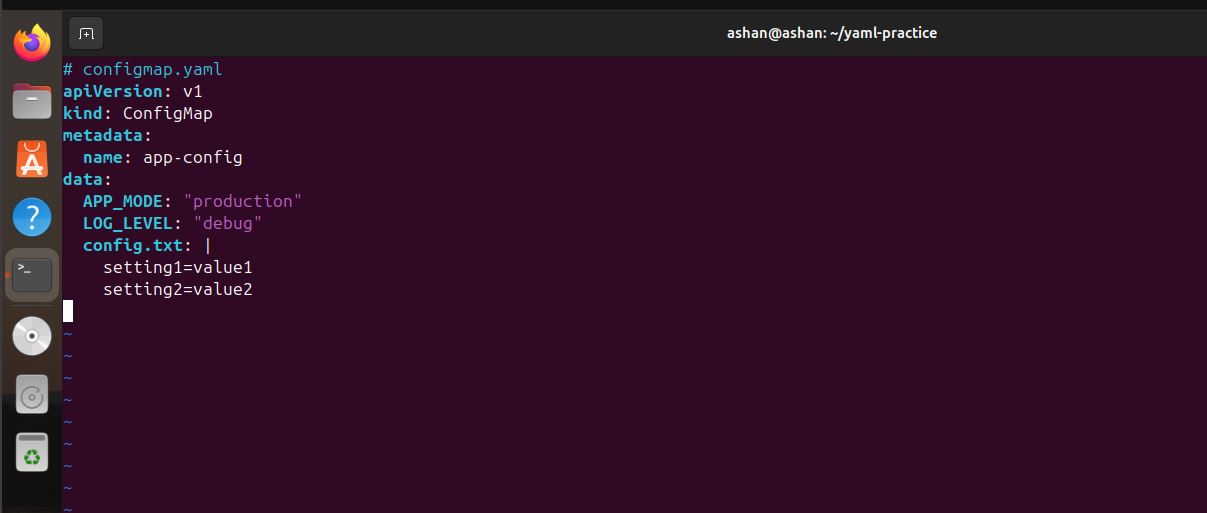 ashan@ashan: ~/yaml-practice
# configmap.yaml
apiVersion: v1
kind: ConfigMap
metadata:
  name: app-config
data:
  APP_MODE: "production"
  LOG_LEVEL: "debug"
  config.txt: |
    setting1=value1
    setting2=value2
~
~
~
~
~
~
~
~
~